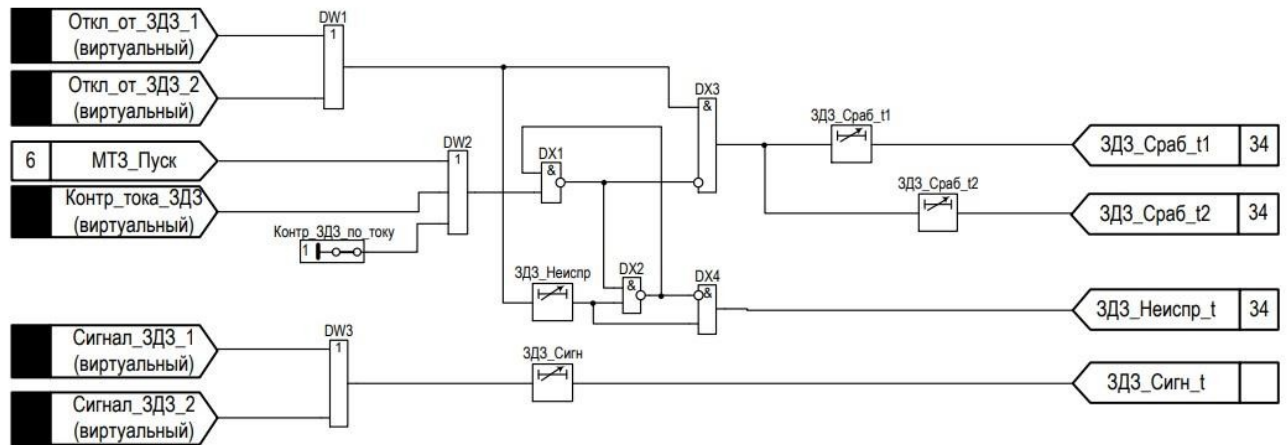 Откл_от_ЗДЗ_1
(виртуальный)
DW1
1
Откл_от_ЗДЗ_2
(виртуальный)
DX3
&
ЗДЗ_Сраб_t1
ЗДЗ_Сраб_t1 34
6 МТЗ_Пуск
DW2
1
DX1
&
Контр_тока_ЗДЗ
(виртуальный)
ЗДЗ_Сраб_t2
ЗДЗ_Сраб_t2 34
Контр_ЗДЗ_по_току
1
ЗДЗ_Неиспр
DX2
&
DX4
&
ЗДЗ_Неиспр_t 34
Сигнал_ЗДЗ_1
(виртуальный)
DW3
1
ЗДЗ_Сигн
ЗДЗ_Сигн_t
Сигнал_ЗДЗ_2
(виртуальный)